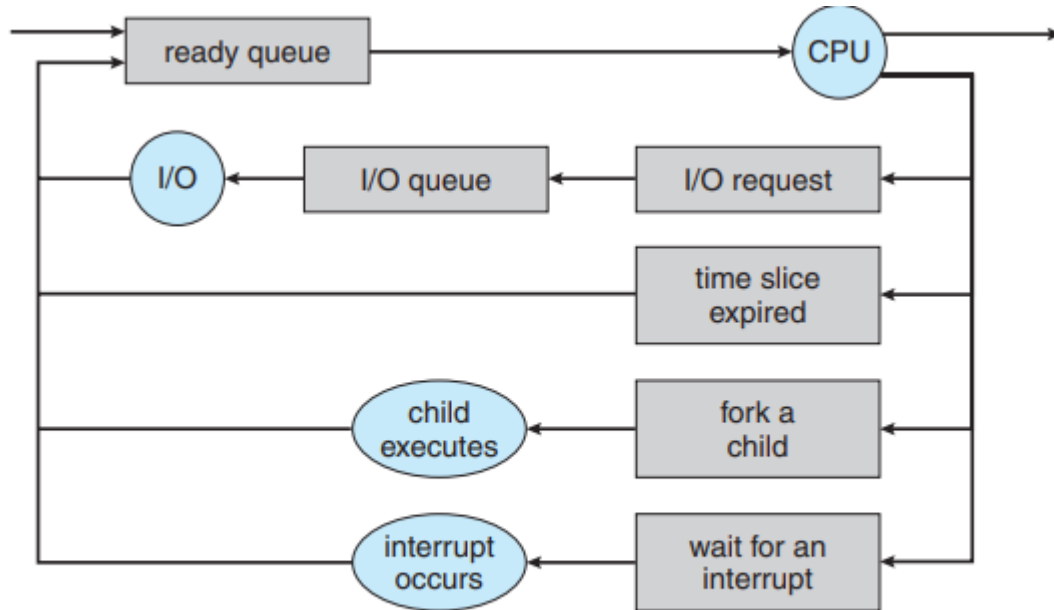 ready queue
CPU
I/O
I/O queue
I/O request
time slice
expired
child
executes
fork a
child
interrupt
occurs
wait for an
interrupt